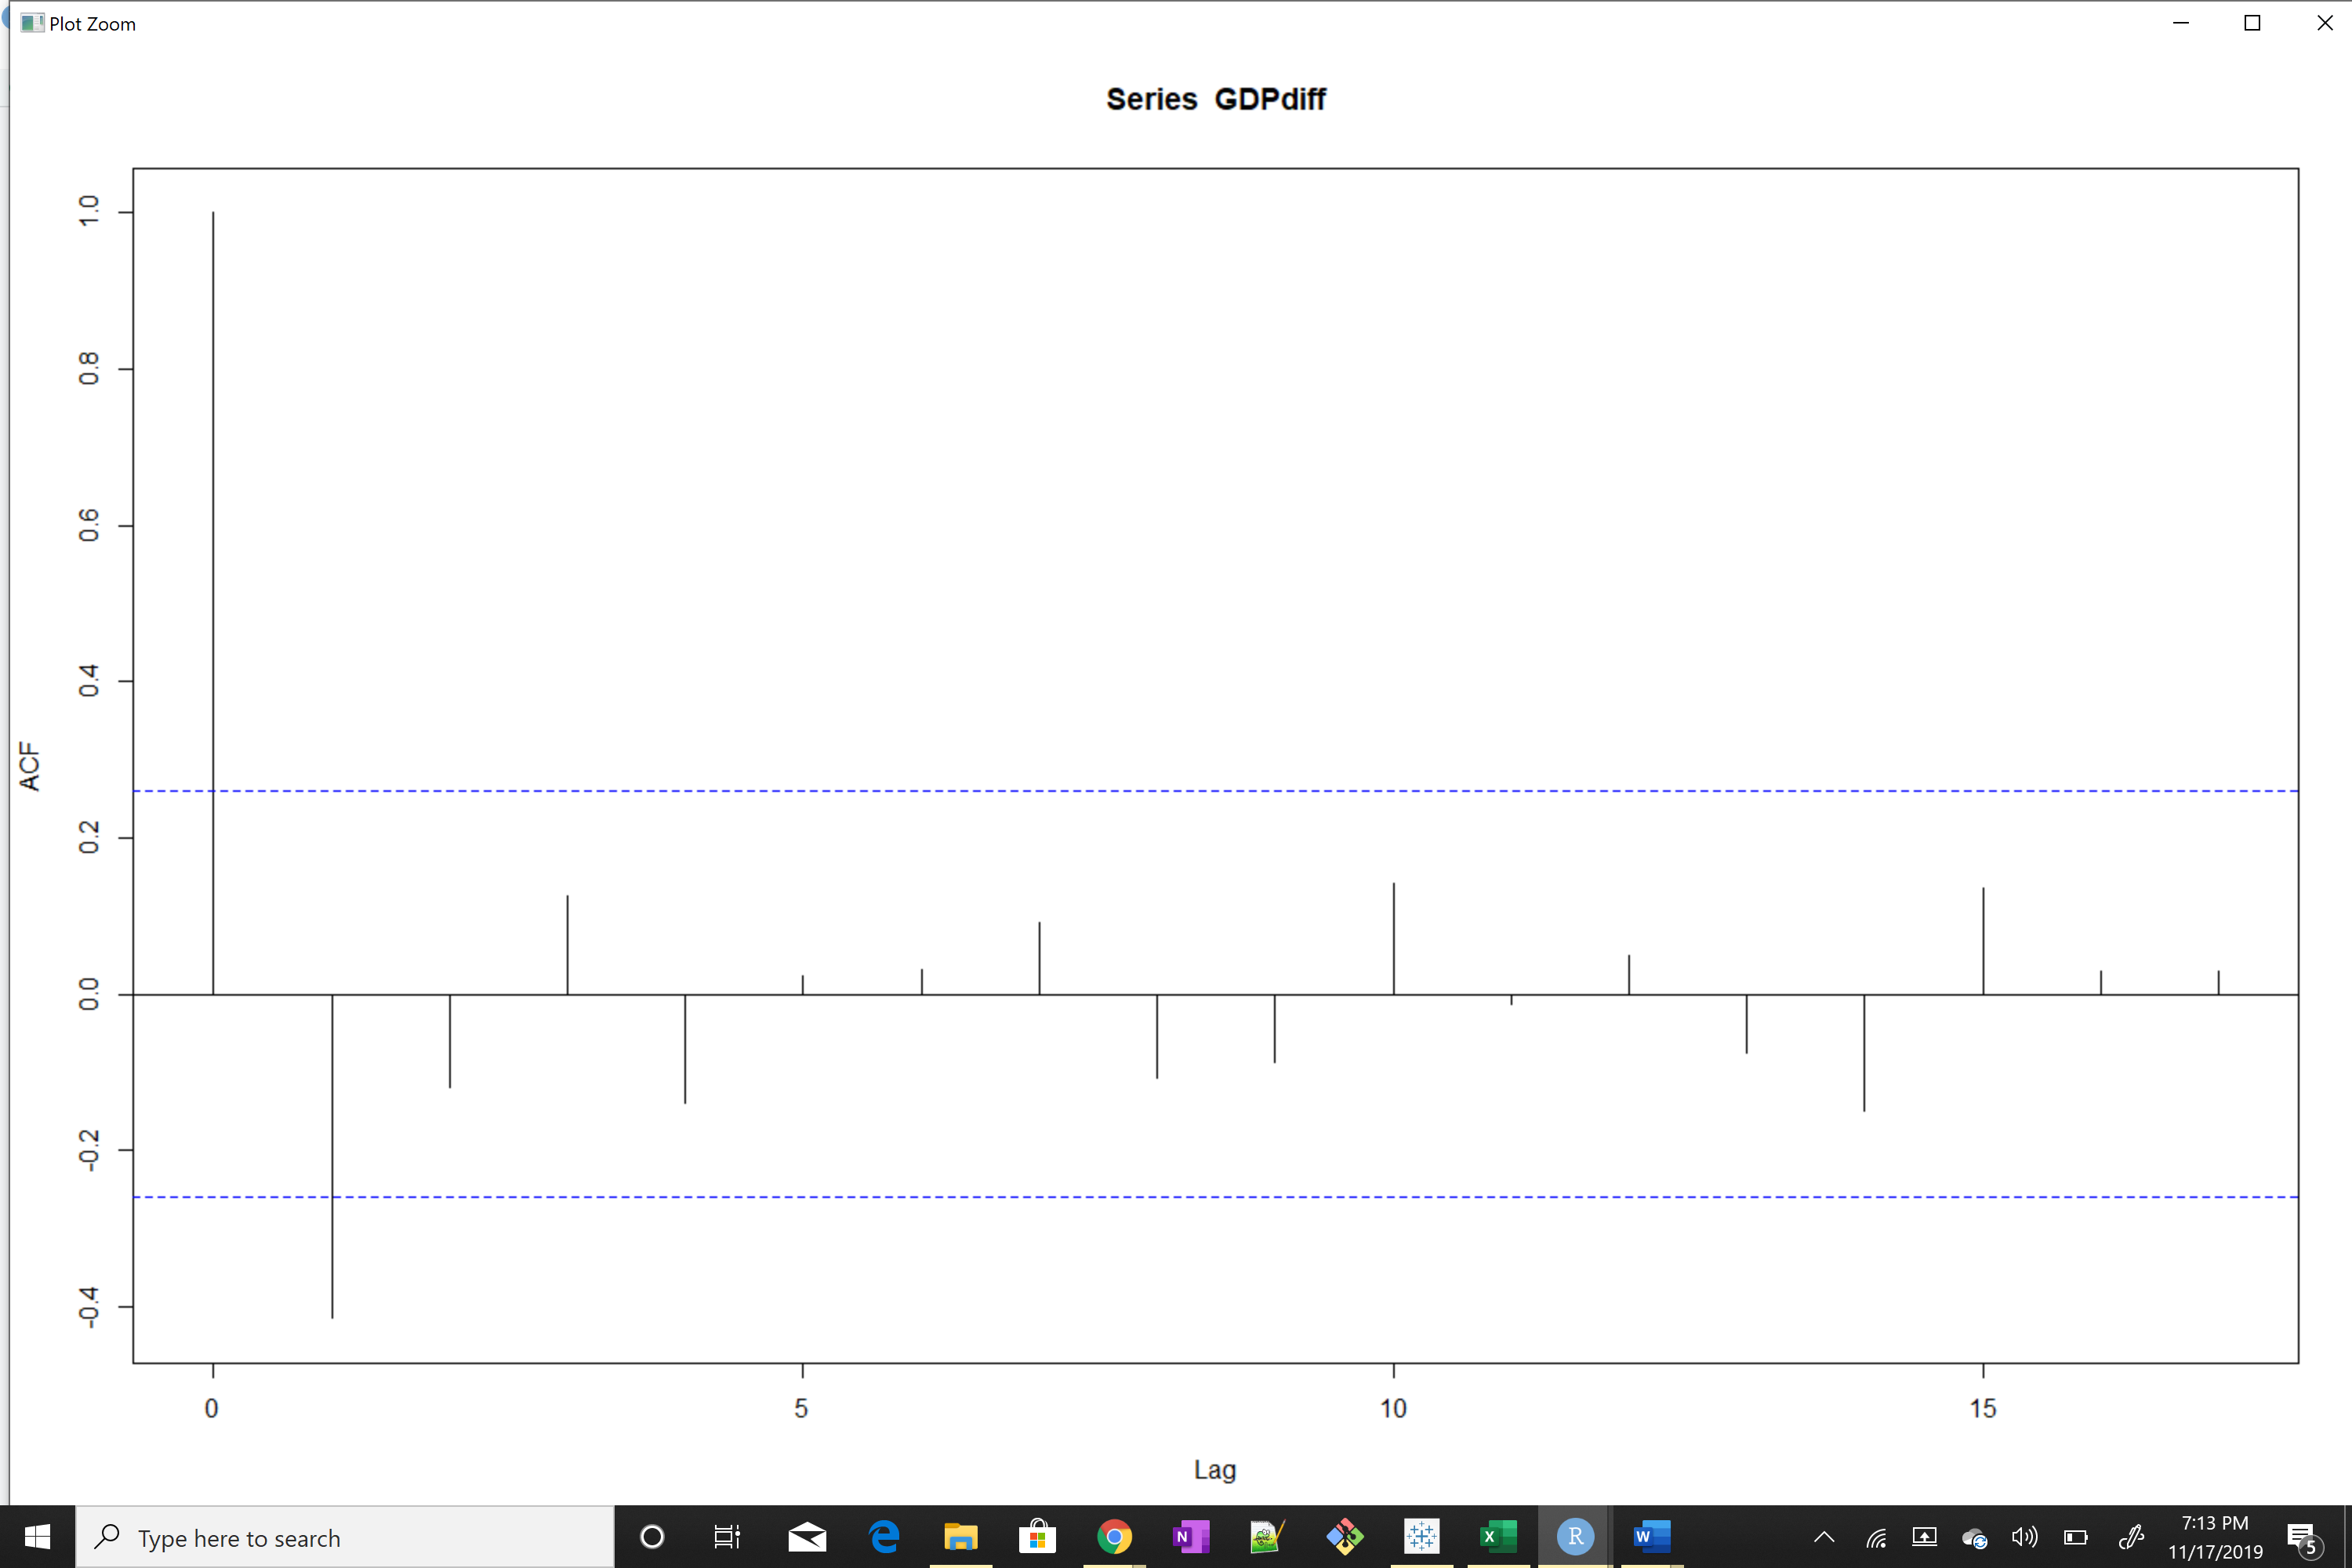 Plot Zoom
Series GDPdiff
1.0
0.8
0.6
0.4
0.2
0.0
-0.2
-0.4
ACF
0 5 10 15
Lag
Type here to search
N
X
R
W
7:13 PM
11/17/2019
5